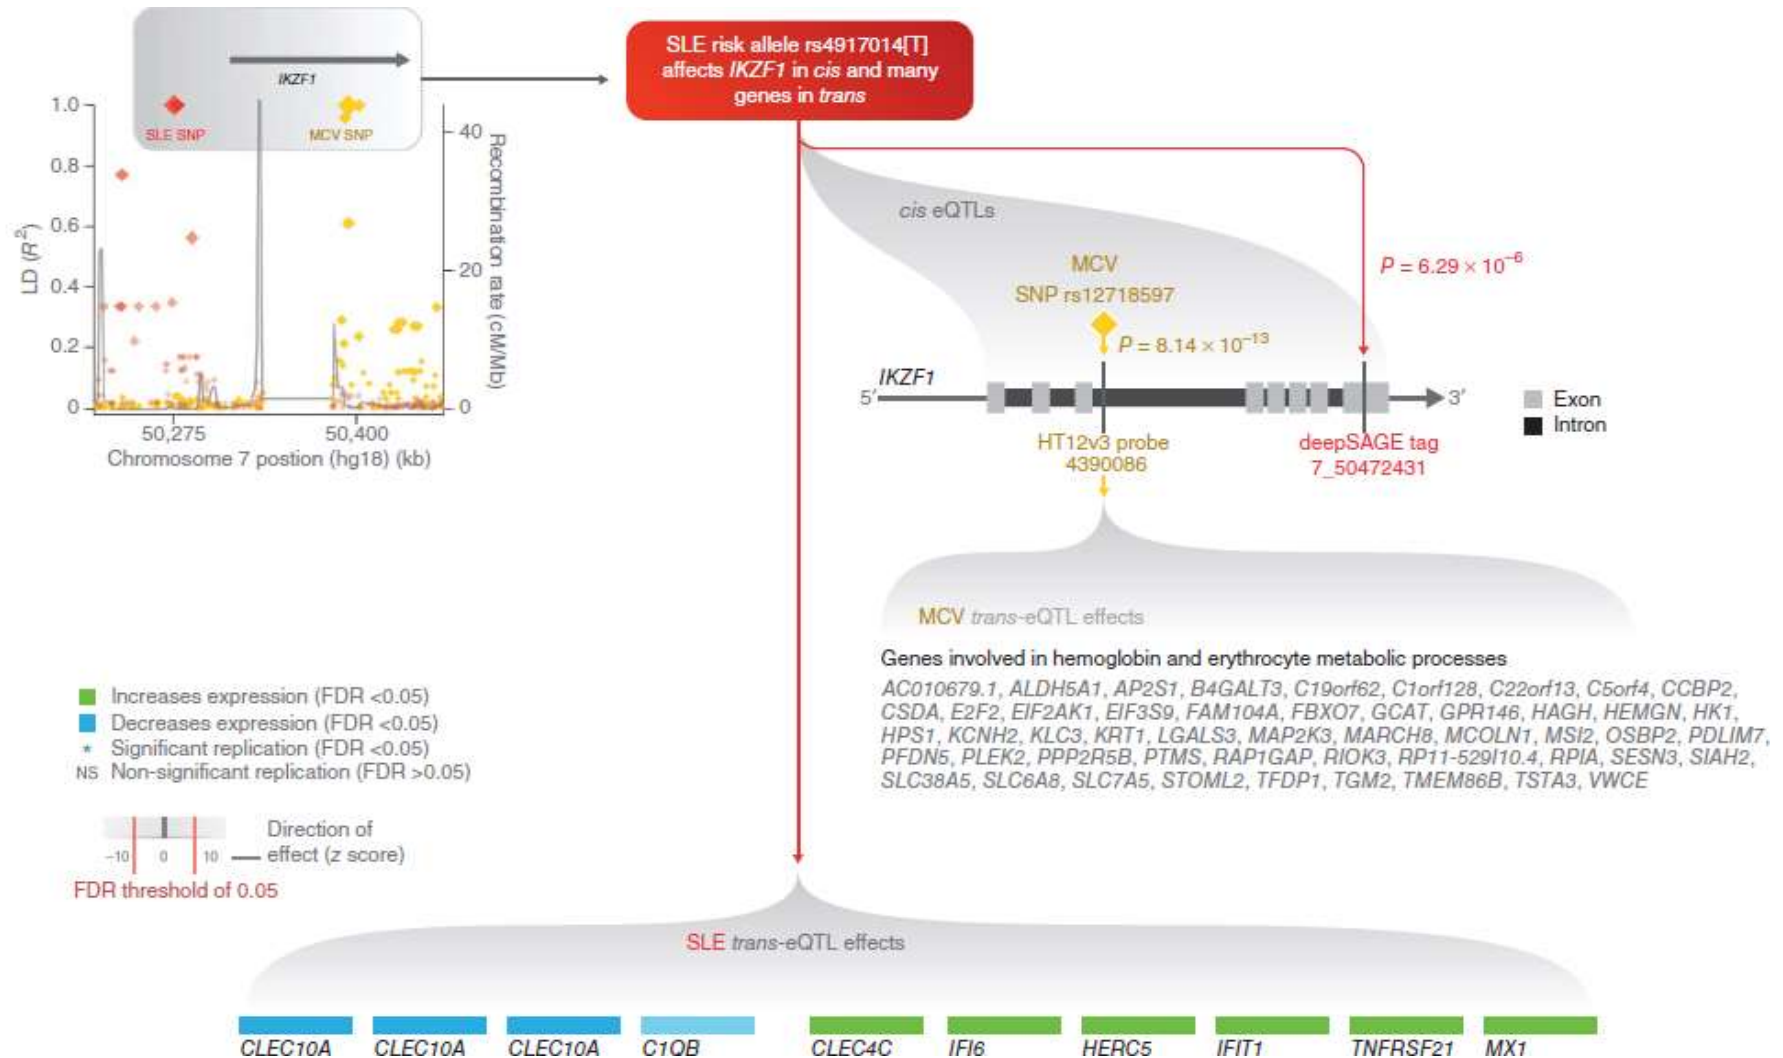 IKZF1
SLE SNP
MCV SNP
1.0
0.8
0.6
0.4
0.2
0
LD (R²)
40
20
0
Recombination rate (cM/Mb)
50,275
50,400
Chromosome 7 postion (hg18) (kb)
SLE risk allele rs4917014[T]
affects IKZF1 in cis and many
genes in trans
cis eQTLs
P = 6.29 × 10⁻⁶
MCV
SNP rs12718597
P = 8.14 × 10⁻¹³
IKZF1
5′
3′
Exon
Intron
HT12v3 probe
4390086
deepSAGE tag
7_50472431
MCV trans-eQTL effects
Genes involved in hemoglobin and erythrocyte metabolic processes
AC010679.1, ALDH5A1, AP2S1, B4GALT3, C19orf62, C1orf128, C22orf13, C5orf4, CCBP2,
CSDA, E2F2, EIF2AK1, EIF3S9, FAM104A, FBXO7, GCAT, GPR146, HAGH, HEMGN, HK1,
HPS1, KCNH2, KLC3, KRT1, LGALS3, MAP2K3, MARCH8, MCOLN1, MSI2, OSBP2, PDLIM7,
PFDN5, PLEK2, PPP2R5B, PTMS, RAP1GAP, RIOK3, RP11-529I10.4, RPIA, SESN3, SIAH2,
SLC38A5, SLC6A8, SLC7A5, STOML2, TFDP1, TGM2, TMEM86B, TSTA3, VWCE
Increases expression (FDR <0.05)
Decreases expression (FDR <0.05)
* Significant replication (FDR <0.05)
NS Non-significant replication (FDR >0.05)
−10 0 10
Direction of
effect (z score)
FDR threshold of 0.05
SLE trans-eQTL effects
CLEC10A CLEC10A CLEC10A C1QB CLEC4C IFI6 HERC5 IFIT1 TNFRSF21 MX1